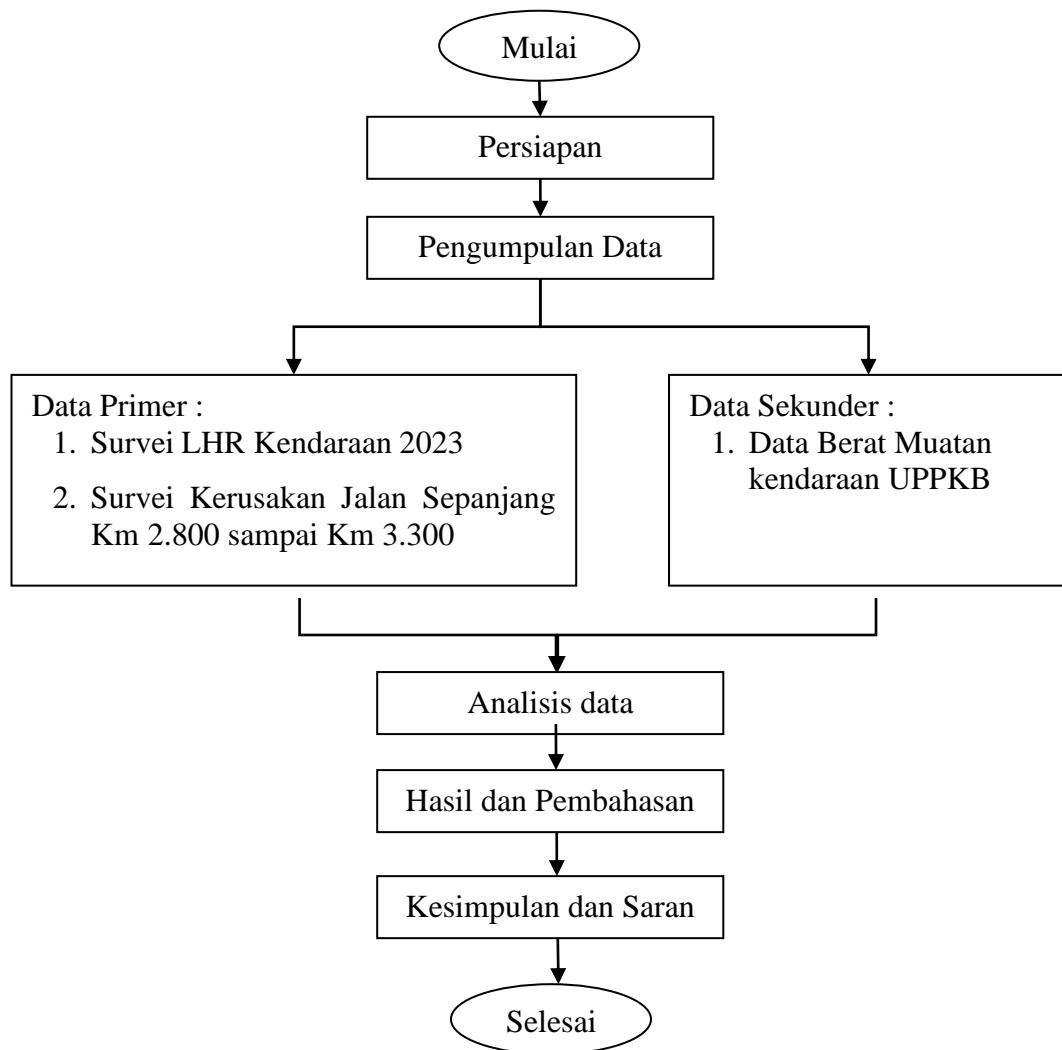 Mulai
Persiapan
Pengumpulan Data
Data Primer :
1. Survei LHR Kendaraan 2023
2. Survei Kerusakan Jalan Sepanjang
Km 2.800 sampai Km 3.300
Data Sekunder :
1. Data Berat Muatan
kendaraan UPPKB
Analisis data
Hasil dan Pembahasan
Kesimpulan dan Saran
Selesai